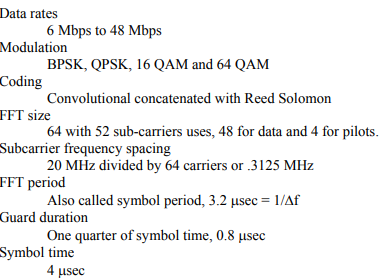 Data rates
6 Mbps to 48 Mbps
Modulation
BPSK, QPSK, 16 QAM and 64 QAM
Coding
Convolutional concatenated with Reed Solomon
FFT size
64 with 52 sub-carriers uses, 48 for data and 4 for pilots.
Subcarrier frequency spacing
20 MHz divided by 64 carriers or .3125 MHz
FFT period
Also called symbol period, 3.2 μsec = 1/Δf
Guard duration
One quarter of symbol time, 0.8 μsec
Symbol time
4 μsec